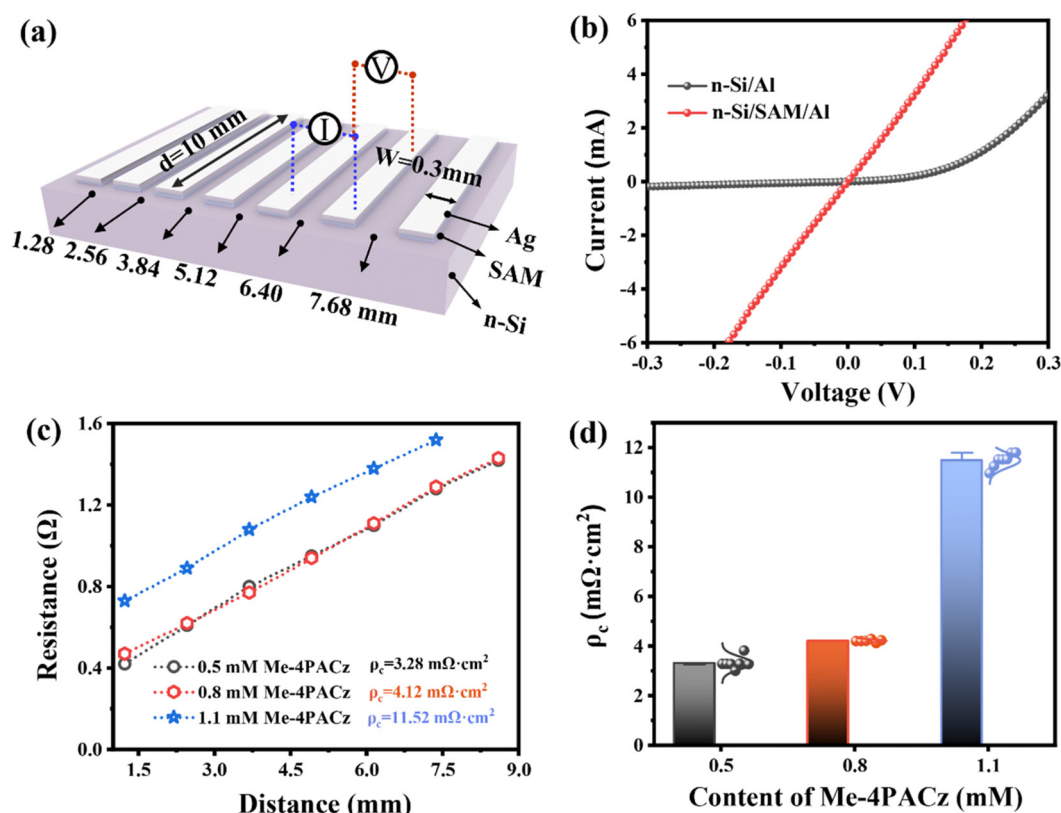 (a)
V
I
d=10 mm
W=0.3mm
Ag
SAM
n-Si
1.28
2.56
3.84
5.12
6.40
7.68 mm
(b)
n-Si/Al
n-Si/SAM/Al
Current (mA)
6
4
2
0
-2
-4
-6
-0.3 -0.2 -0.1 0.0 0.1 0.2 0.3
Voltage (V)
(c)
Resistance (Ω)
1.6
1.2
0.8
0.4
0.0
0.5 mM Me-4PACz ρc=3.28 mΩ·cm²
0.8 mM Me-4PACz ρc=4.12 mΩ·cm²
1.1 mM Me-4PACz ρc=11.52 mΩ·cm²
1.5 3.0 4.5 6.0 7.5 9.0
Distance (mm)
(d)
ρc (mΩ·cm²)
12
10
8
6
4
2
0
0.5 0.8 1.1
Content of Me-4PACz (mM)